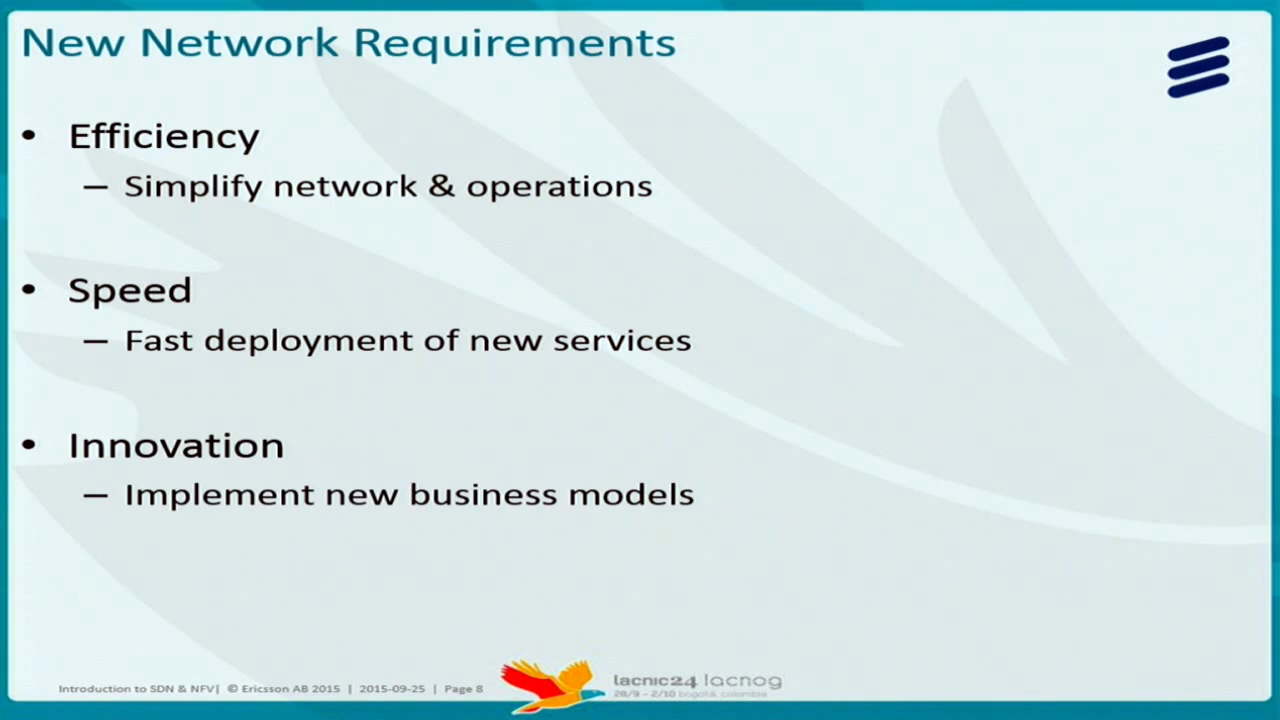 New Network Requirements
• Efficiency
– Simplify network & operations
• Speed
– Fast deployment of new services
• Innovation
– Implement new business models
Introduction to SDN & NFV| © Ericsson AB 2015 | 2015-09-25 | Page 8
lacnic24 lacnog
28/9 - 2/10 bogotá, colombia